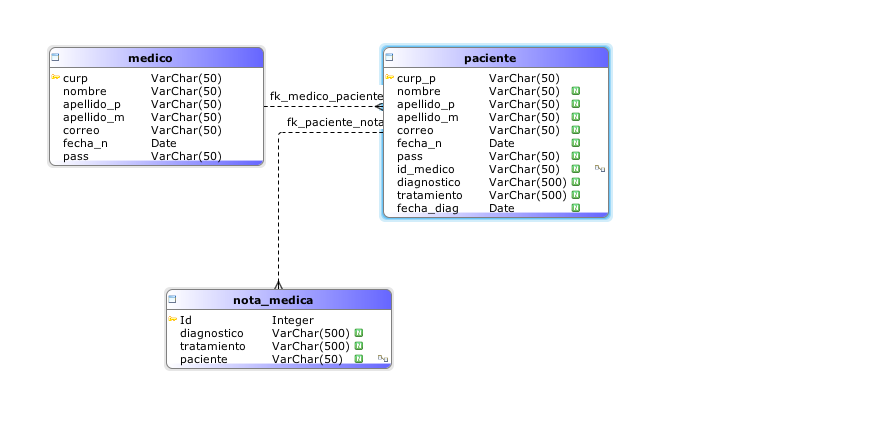 medico
curp VarChar(50)
nombre VarChar(50)
apellido_p VarChar(50)
apellido_m VarChar(50)
correo VarChar(50)
fecha_n Date
pass VarChar(50)
fk_medico_paciente
fk_paciente_nota
paciente
curp_p VarChar(50)
nombre VarChar(50) N
apellido_p VarChar(50) N
apellido_m VarChar(50) N
correo VarChar(50) N
fecha_n Date N
pass VarChar(50) N
id_medico VarChar(50) N
diagnostico VarChar(500) N
tratamiento VarChar(500) N
fecha_diag Date N
nota_medica
Id Integer
diagnostico VarChar(500) N
tratamiento VarChar(500) N
paciente VarChar(50) N